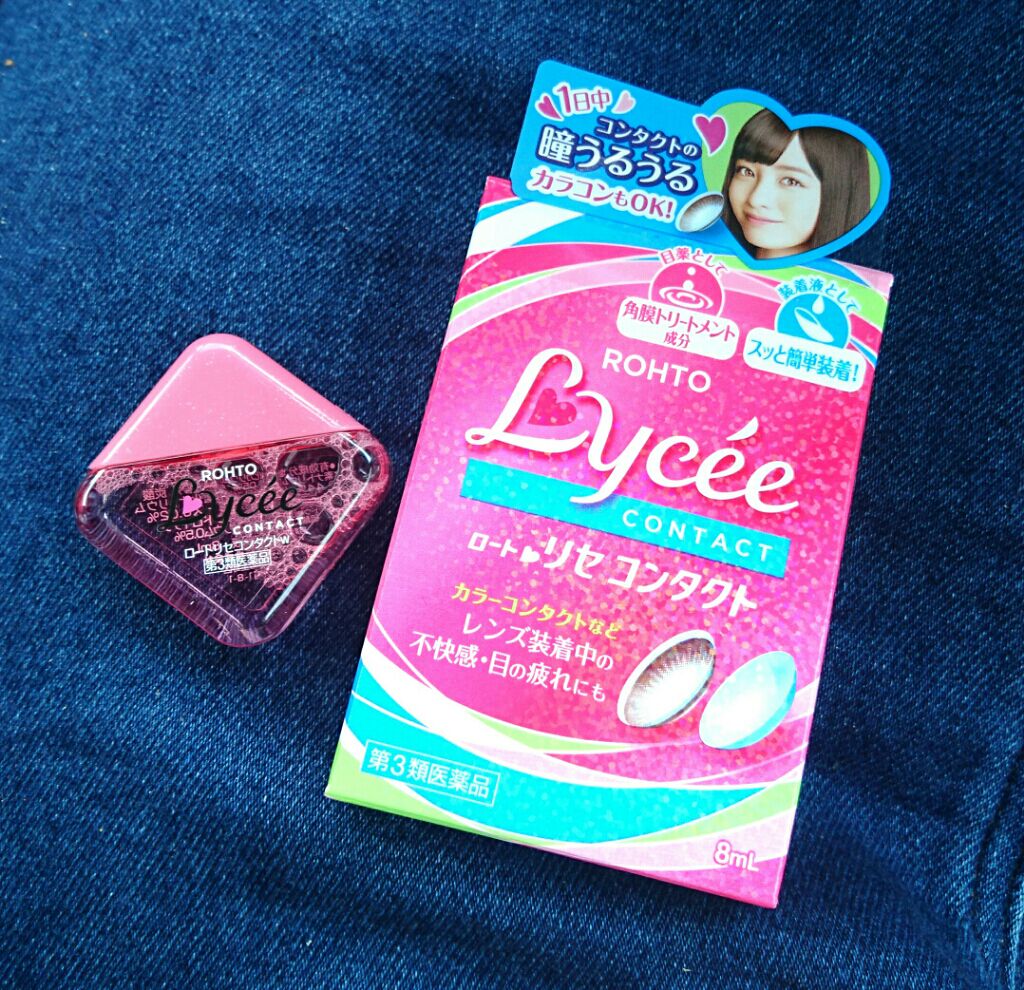 1日中
コンタクトの
瞳うるうる
カラコンもOK!
目薬として
角膜トリートメント
成分
装着液として
スッと簡単装着!
ROHTO
Lycée
CONTACT
ロートリセコンタクト
カラーコンタクトなど
レンズ装着中の
不快感・目の疲れにも
第3類医薬品
8mL
ROHTO
Lycée
CONTACT
ロートリセコンタクトw
第3類医薬品